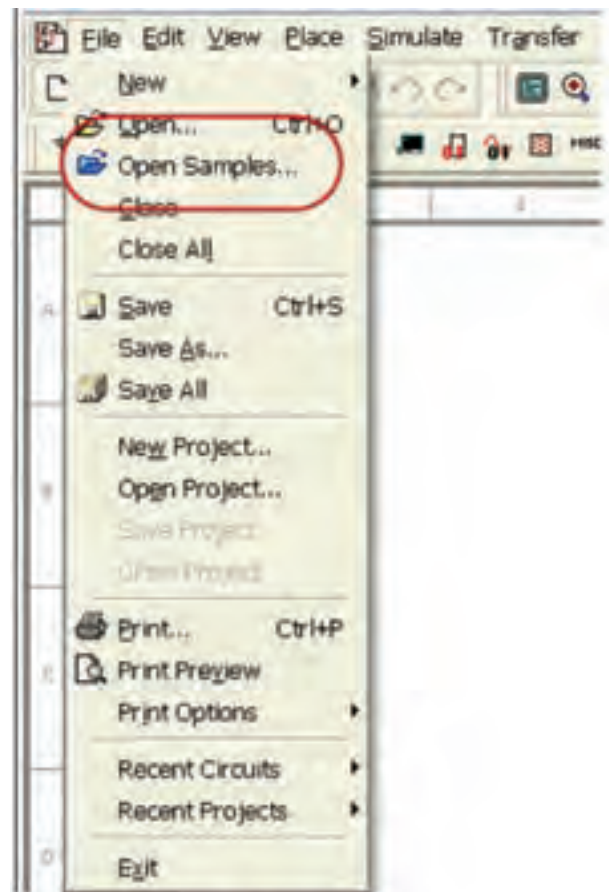 File Edit View Place Simulate Transfer
New
Open... Ctrl+O
Open Samples...
Close
Close All
Save Ctrl+S
Save As...
Save All
New Project...
Open Project...
Save Project
Print... Ctrl+P
Print Preview
Print Options
Recent Circuits
Recent Projects
Exit
A
D
MISC